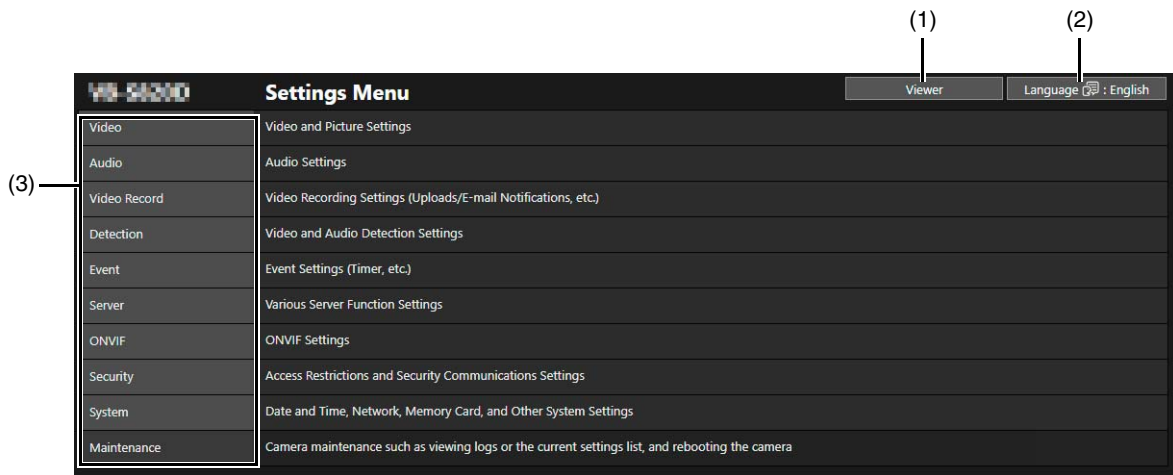 (1) (2)
Settings Menu Viewer Language : English
Video Video and Picture Settings
Audio Audio Settings
(3) Video Record Video Recording Settings (Uploads/E-mail Notifications, etc.)
Detection Video and Audio Detection Settings
Event Event Settings (Timer, etc.)
Server Various Server Function Settings
ONVIF ONVIF Settings
Security Access Restrictions and Security Communications Settings
System Date and Time, Network, Memory Card, and Other System Settings
Maintenance Camera maintenance such as viewing logs or the current settings list, and rebooting the camera